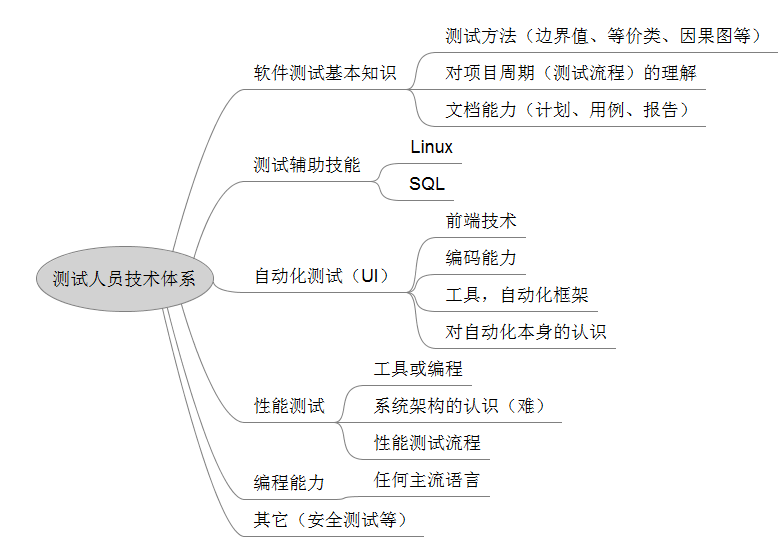 测试人员技术体系
软件测试基本知识
测试方法（边界值、等价类、因果图等）
对项目周期（测试流程）的理解
文档能力（计划、用例、报告）
测试辅助技能
Linux
SQL
自动化测试（UI）
前端技术
编码能力
工具，自动化框架
对自动化本身的认识
性能测试
工具或编程
系统架构的认识（难）
性能测试流程
编程能力
任何主流语言
其它（安全测试等）